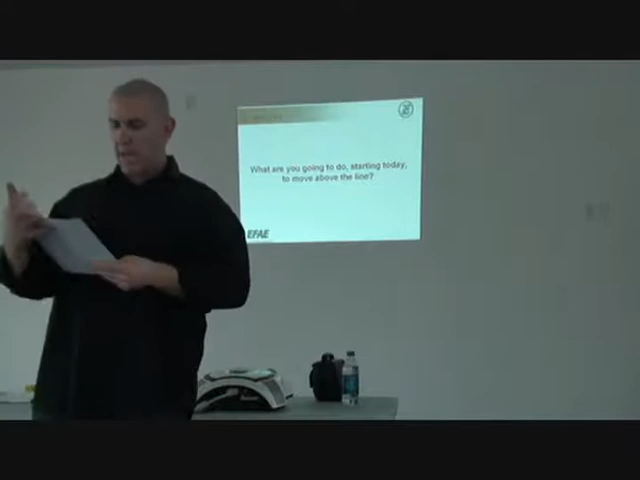 What are you going to do, starting today,
to move above the line?
EFAE